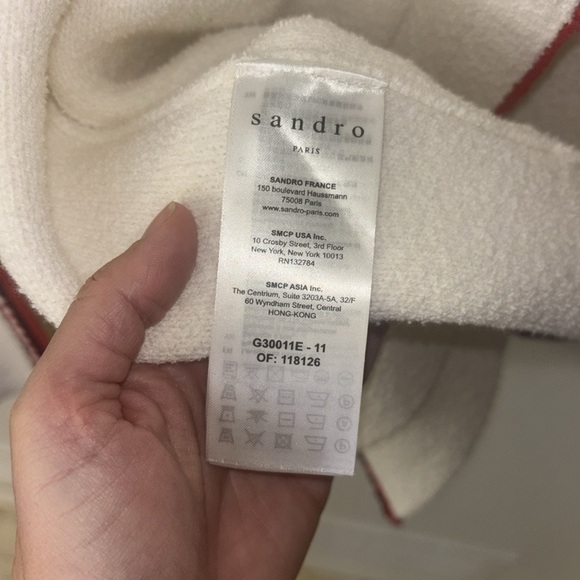 sandro
PARIS
SANDRO FRANCE
150 boulevard Haussmann
75008 Paris
www.sandro-paris.com
SMCP USA Inc.
10 Crosby Street, 3rd Floor
New York, New York 10013
RN132784
SMCP ASIA Inc.
The Centrium, Suite 3203A-5A, 32/F
60 Wyndham Street, Central
HONG-KONG
G30011E - 11
OF: 118126